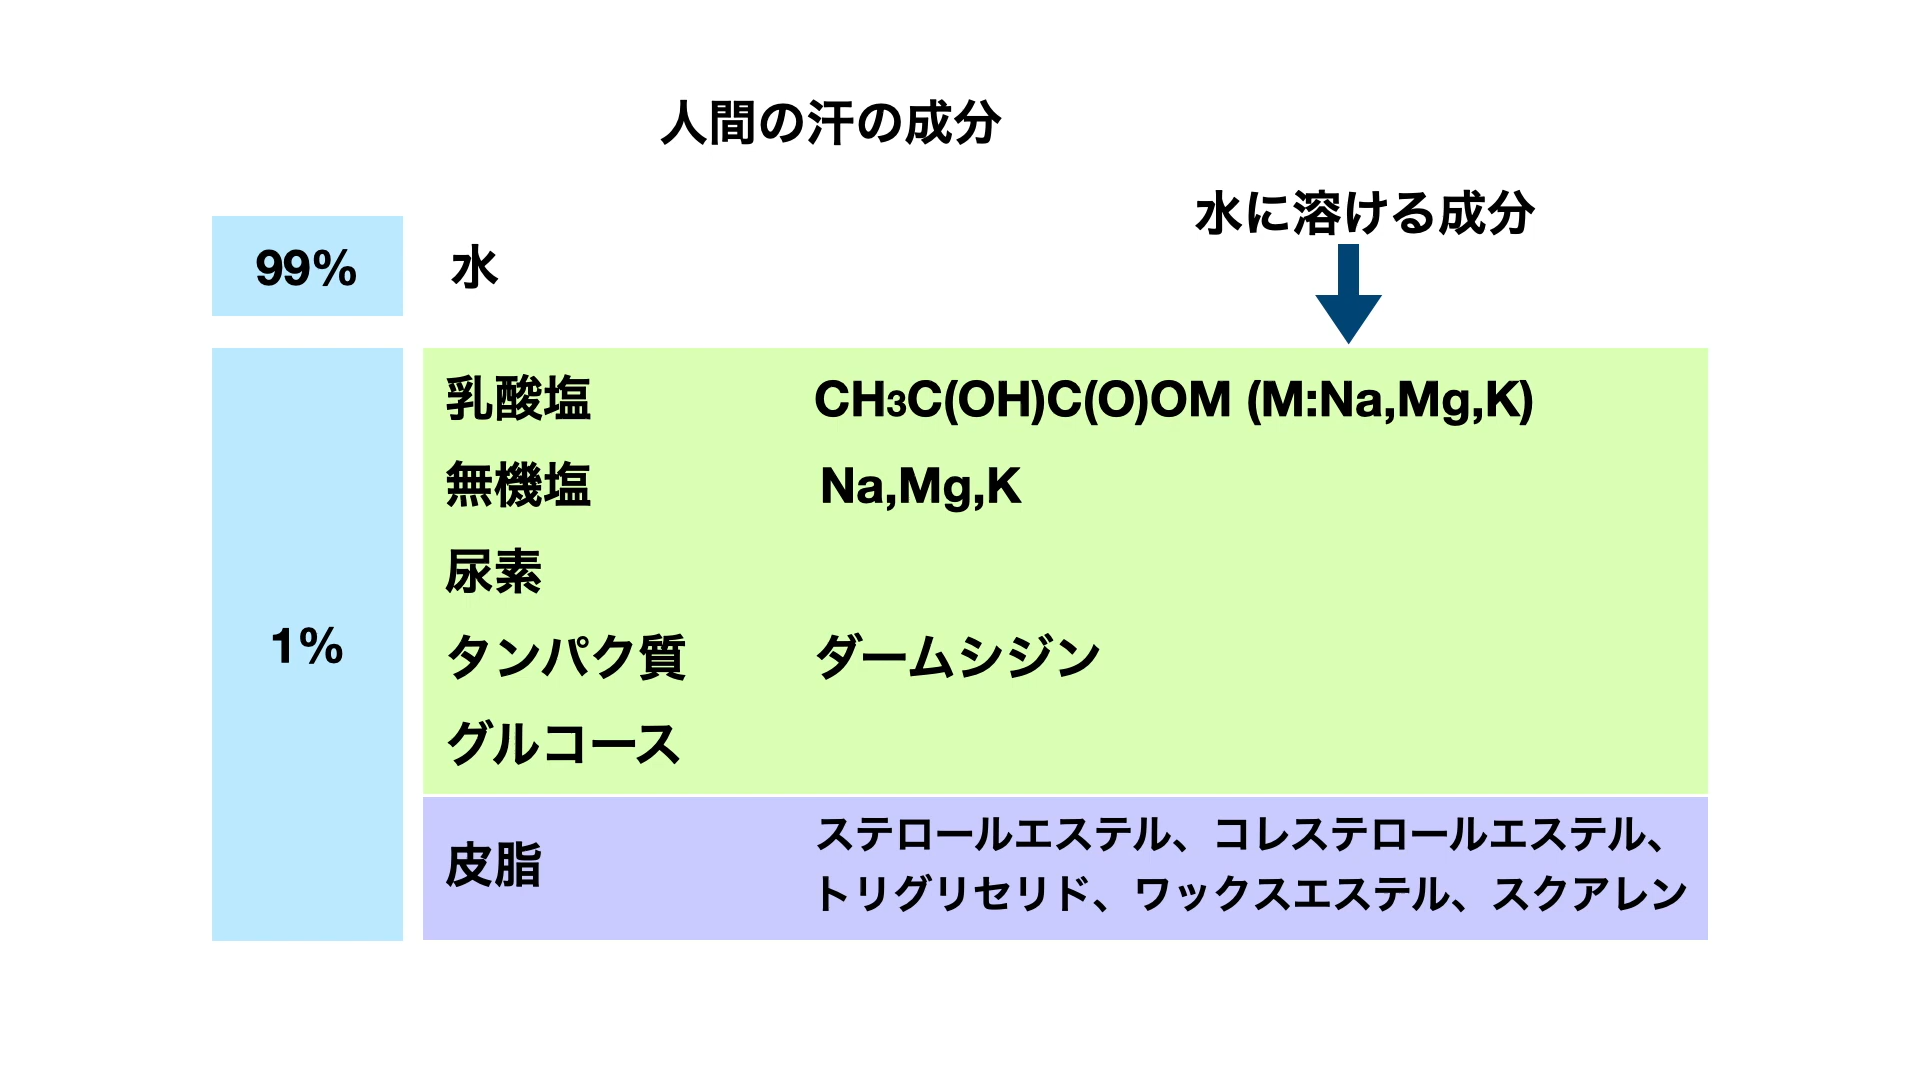 人間の汗の成分
水に溶ける成分
99%
水
1%
乳酸塩 CH3C(OH)C(O)OM (M:Na,Mg,K)
無機塩 Na,Mg,K
尿素
タンパク質 ダームシジン
グルコース
皮脂
ステロールエステル、コレステロールエステル、
トリグリセリド、ワックスエステル、スクアレン